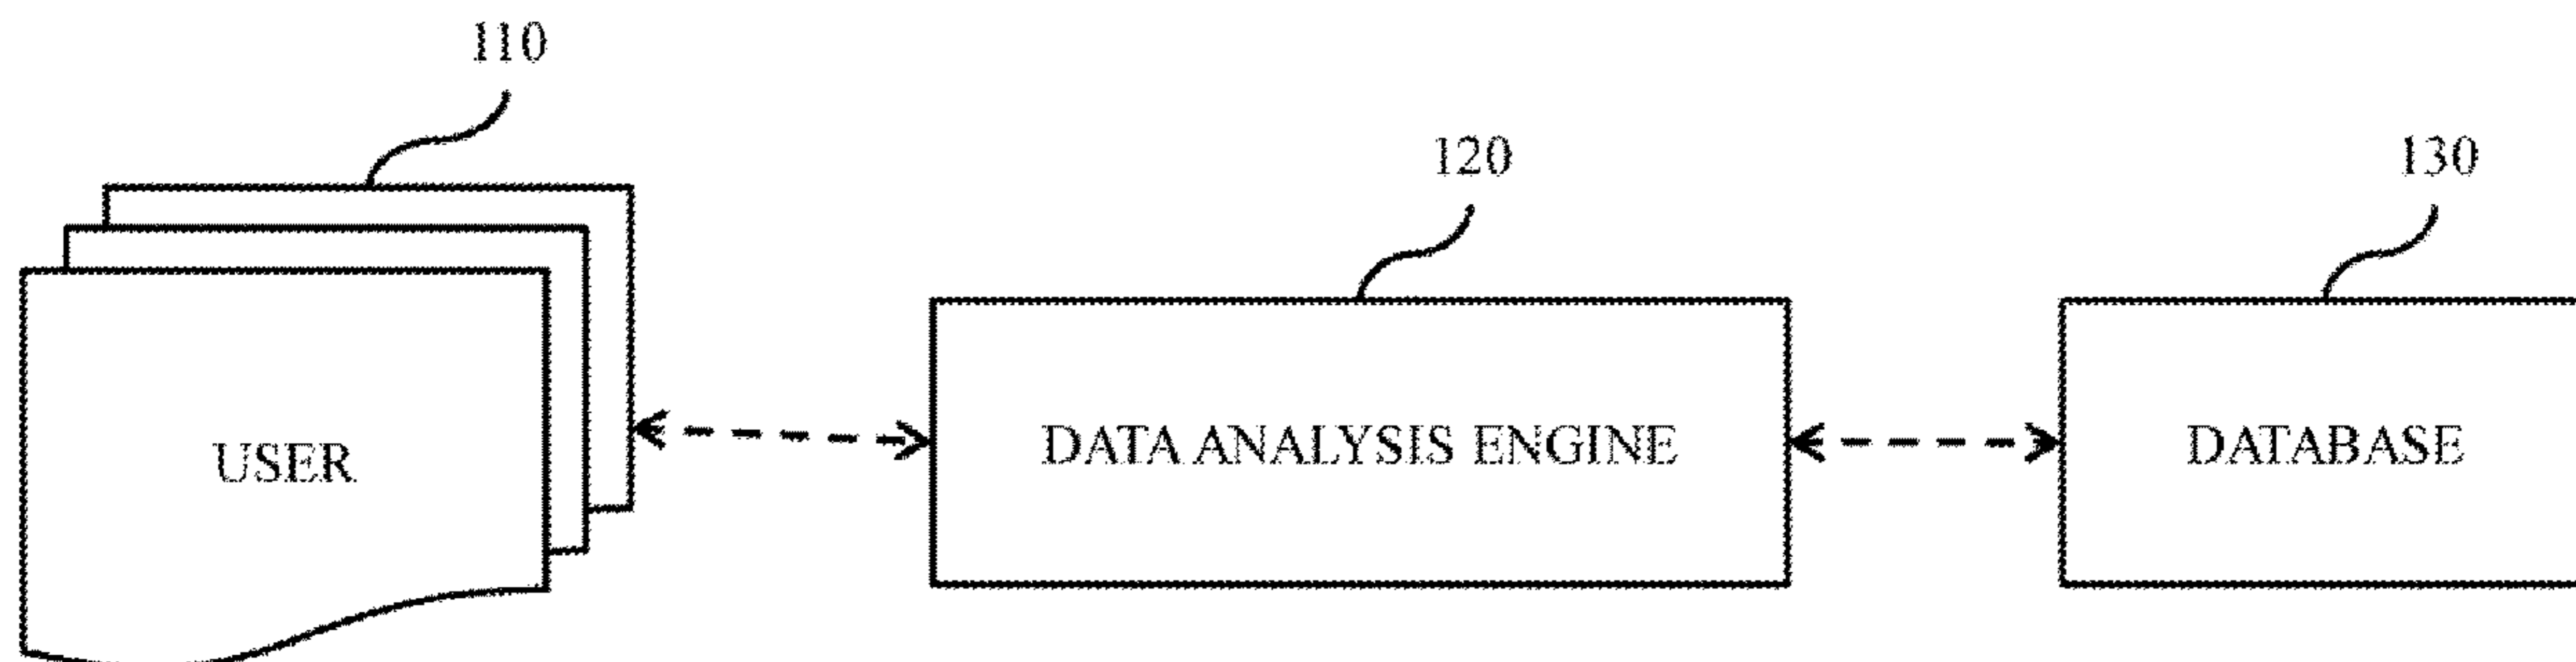 110
120
130
USER
DATA ANALYSIS ENGINE
DATABASE